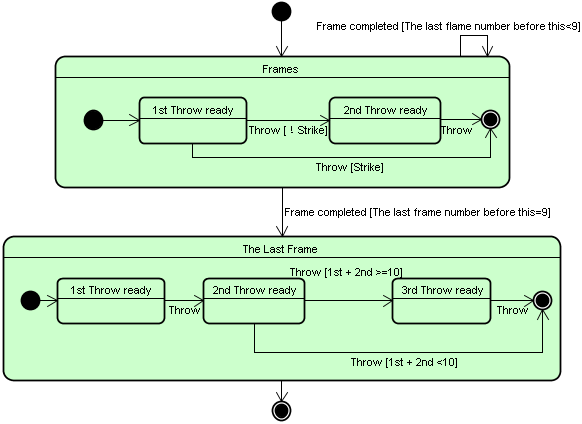 Frame completed [The last flame number before this<9]
Frames
1st Throw ready
2nd Throw ready
Throw [ ! Strike]
Throw
Throw [Strike]
Frame completed [The last frame number before this=9]
The Last Frame
Throw [1st + 2nd >=10]
1st Throw ready
2nd Throw ready
3rd Throw ready
Throw
Throw
Throw [1st + 2nd <10]